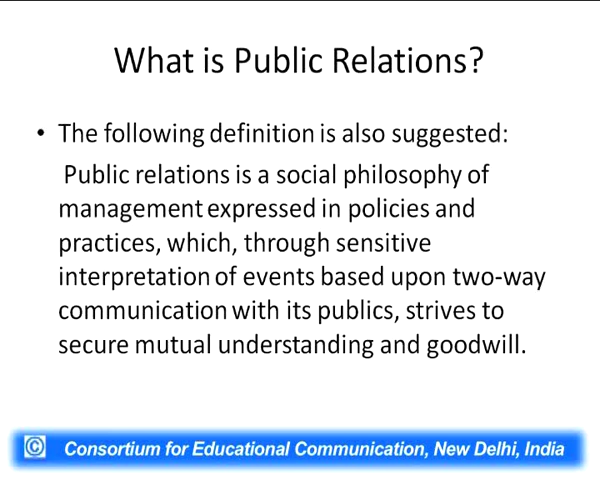 What is Public Relations?
• The following definition is also suggested:
Public relations is a social philosophy of
management expressed in policies and
practices, which, through sensitive
interpretation of events based upon two-way
communication with its publics, strives to
secure mutual understanding and goodwill.
© Consortium for Educational Communication, New Delhi, India